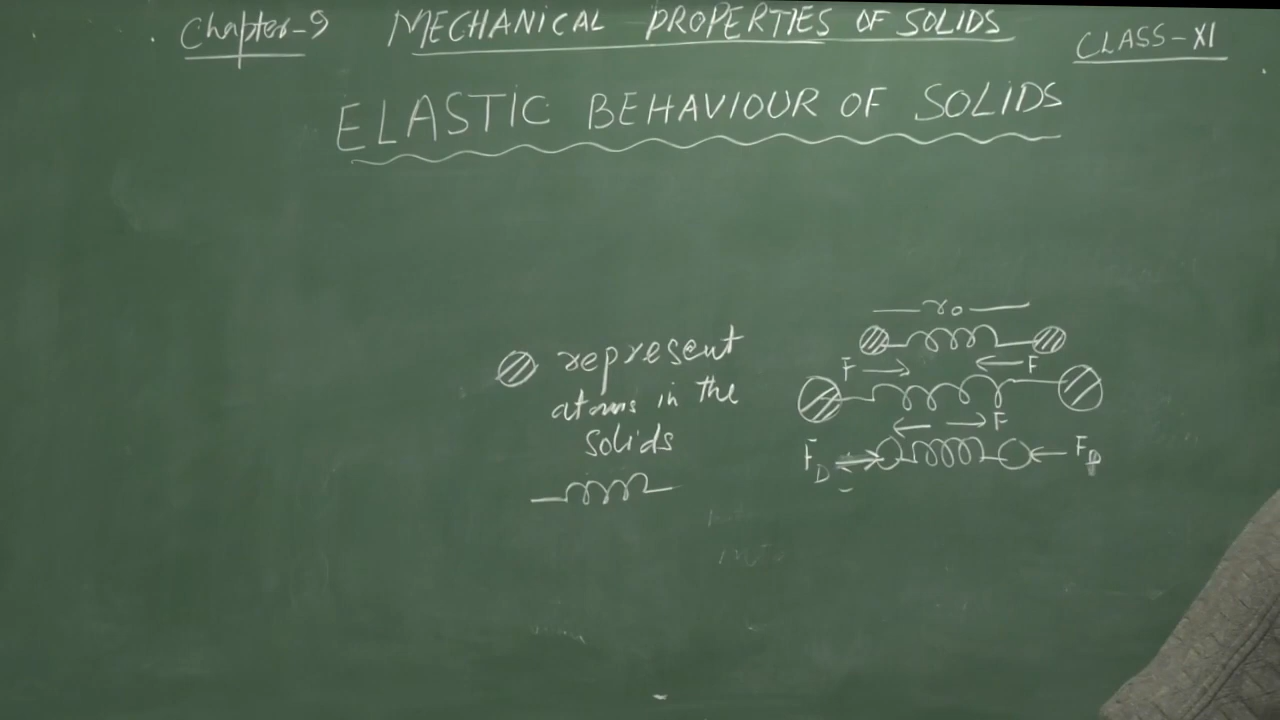 Chapter-9 MECHANICAL PROPERTIES OF SOLIDS CLASS-XI
ELASTIC BEHAVIOUR OF SOLIDS
represent
atoms in the
solids
r₀
F F
F
F_D F_D